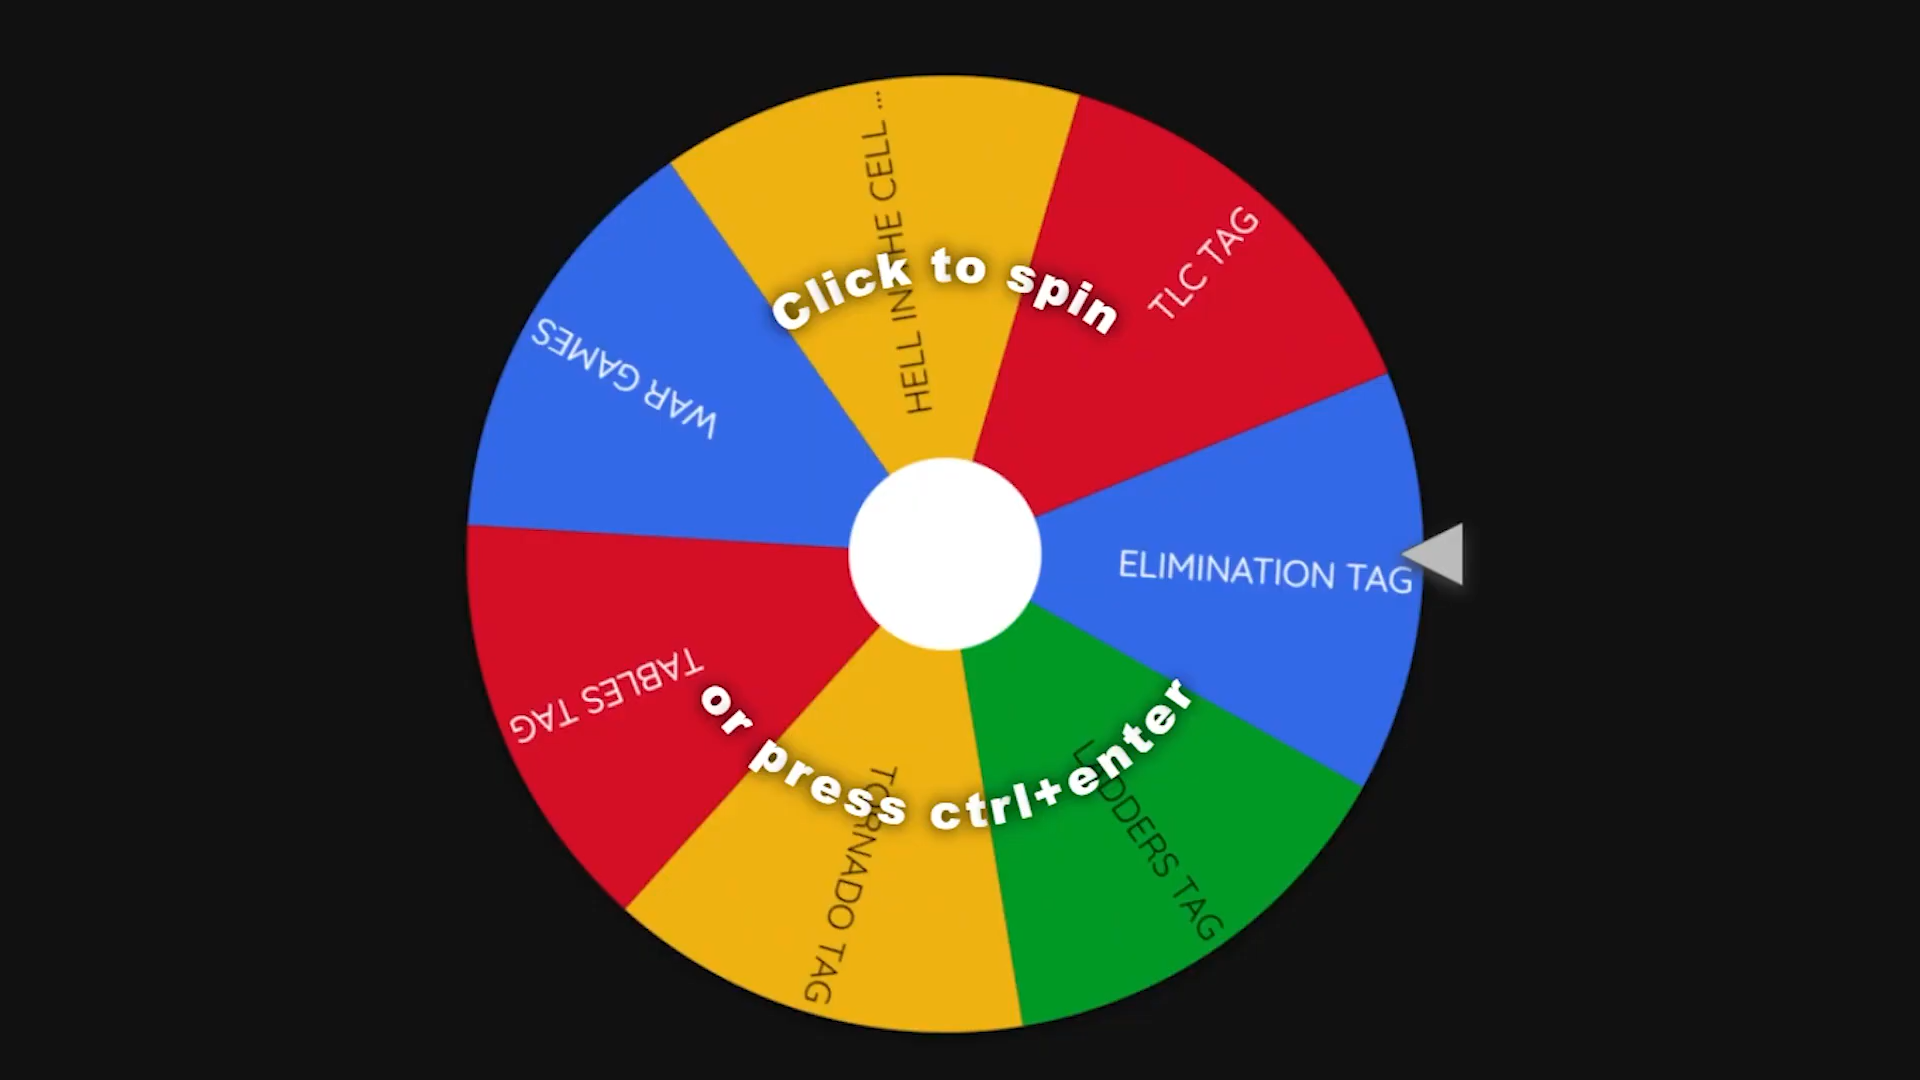 HELL IN THE CELL ...
Click to spin
TLC TAG
WAR GAMES
ELIMINATION TAG
TABLES TAG
or press ctrl+enter
TORNADO TAG
LADDERS TAG